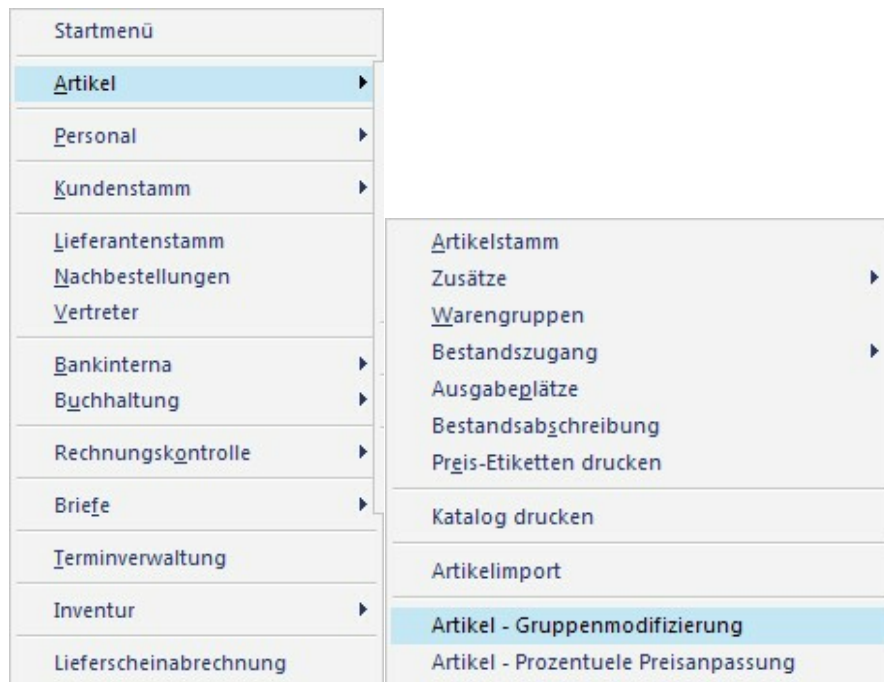 Startmenü
Artikel
Personal
Kundenstamm
Lieferantenstamm
Nachbestellungen
Vertreter
Bankinterna
Buchhaltung
Rechnungskontrolle
Briefe
Terminverwaltung
Inventur
Lieferscheinabrechnung
Artikelstamm
Zusätze
Warengruppen
Bestandszugang
Ausgabeplätze
Bestandsabschreibung
Preis-Etiketten drucken
Katalog drucken
Artikelimport
Artikel - Gruppenmodifizierung
Artikel - Prozentuele Preisanpassung